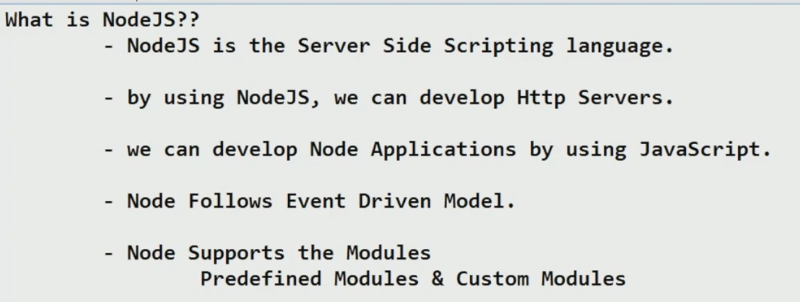 What is NodeJS??
- NodeJS is the Server Side Scripting language.
- by using NodeJS, we can develop Http Servers.
- we can develop Node Applications by using JavaScript.
- Node Follows Event Driven Model.
- Node Supports the Modules
Predefined Modules & Custom Modules